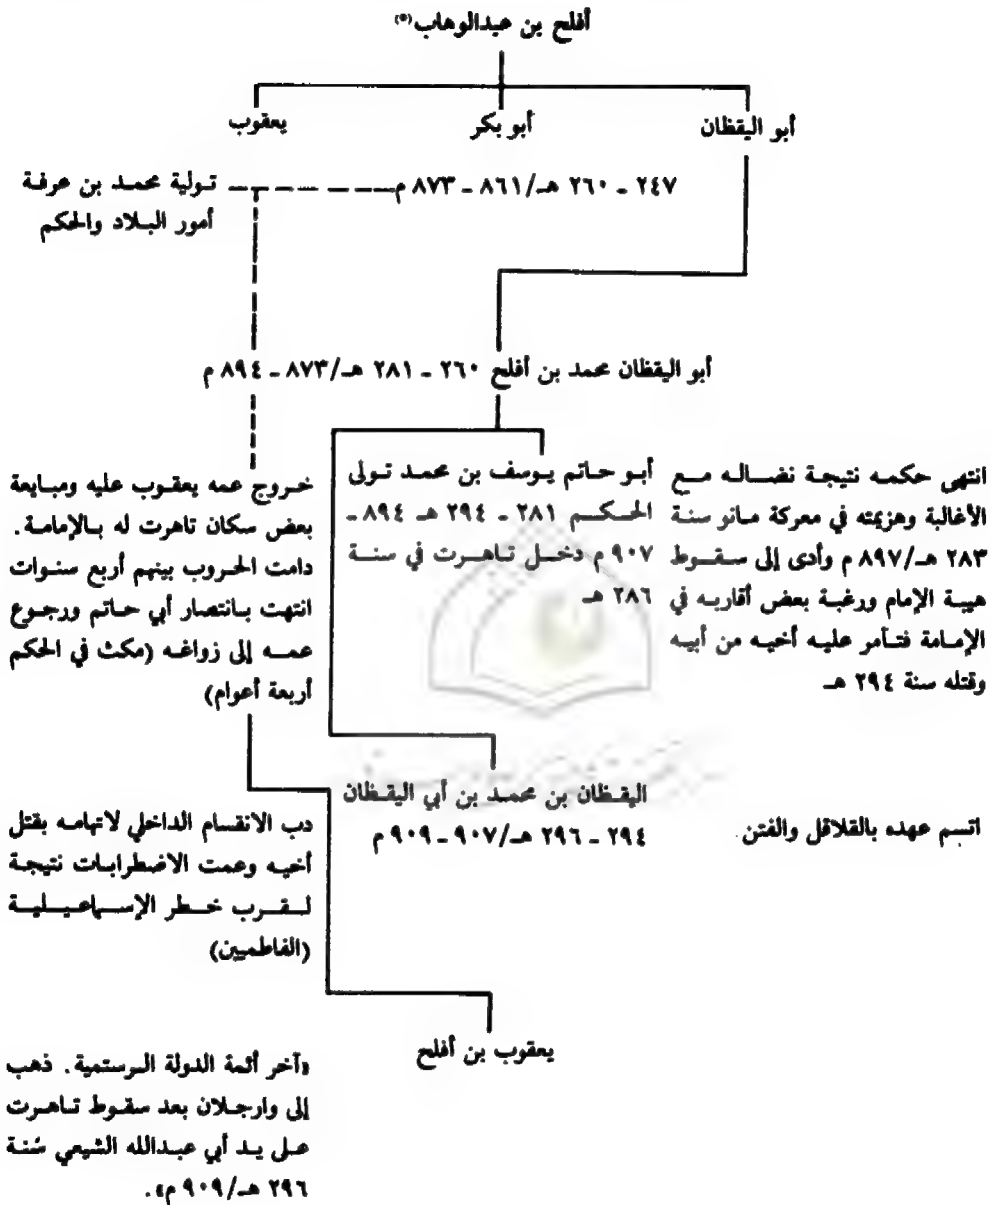 أفلح بن عبدالوهاب(٥)
أبو اليقظان
أبو بكر
يعقوب
٢٤٧ ـ ٢٦٠ هـ/٨٦١ ـ ٨٧٣ م
تولية محمد بن عرفة
أمور البلاد والحكم
أبو اليقظان محمد بن أفلح ٢٦٠ ـ ٢٨١ هـ/٨٧٣ ـ ٨٩٤ م
انتهى حكمه نتيجة نضاله مع
الأغالبة وهزيمته في معركة مانو سنة
٢٨٣ هـ/٨٩٧ م وأدى إلى سقوط
هيبة الإمام ورغبة بعض أقاربه في
الإمامة فتآمر عليه أخيه من أبيه
وقتله سنة ٢٩٤ هـ
أبو حاتم يوسف بن محمد تولى
الحكم ٢٨١ ـ ٢٩٤ هـ ٨٩٤ ـ
٩٠٧ م دخل تاهرت في سنة
٢٨٦ هـ
خروج عمه يعقوب عليه ومبايعة
بعض سكان تاهرت له بالإمامة.
دامت الحروب بينهم أربع سنوات
انتهت بانتصار أبي حاتم ورجوع
عمه إلى زواغه (مكث في الحكم
أربعة أعوام)
اتسم عهده بالقلاقل والفتن.
اليقظان بن محمد بن أبي اليقظان
٢٩٤ ـ ٢٩٦ هـ/٩٠٧ ـ ٩٠٩ م
دب الانقسام الداخلي لاتهامه بقتل
أخيه وعمت الاضطرابات نتيجة
لقرب خطر الإسماعيلية
(الفاطميين)
يعقوب بن أفلح
«آخر أئمة الدولة الرستمية. ذهب
إلى وارجلان بعد سقوط تاهرت
على يد أبي عبدالله الشيعي سُنة
٢٩٦ هـ/٩٠٩ م».